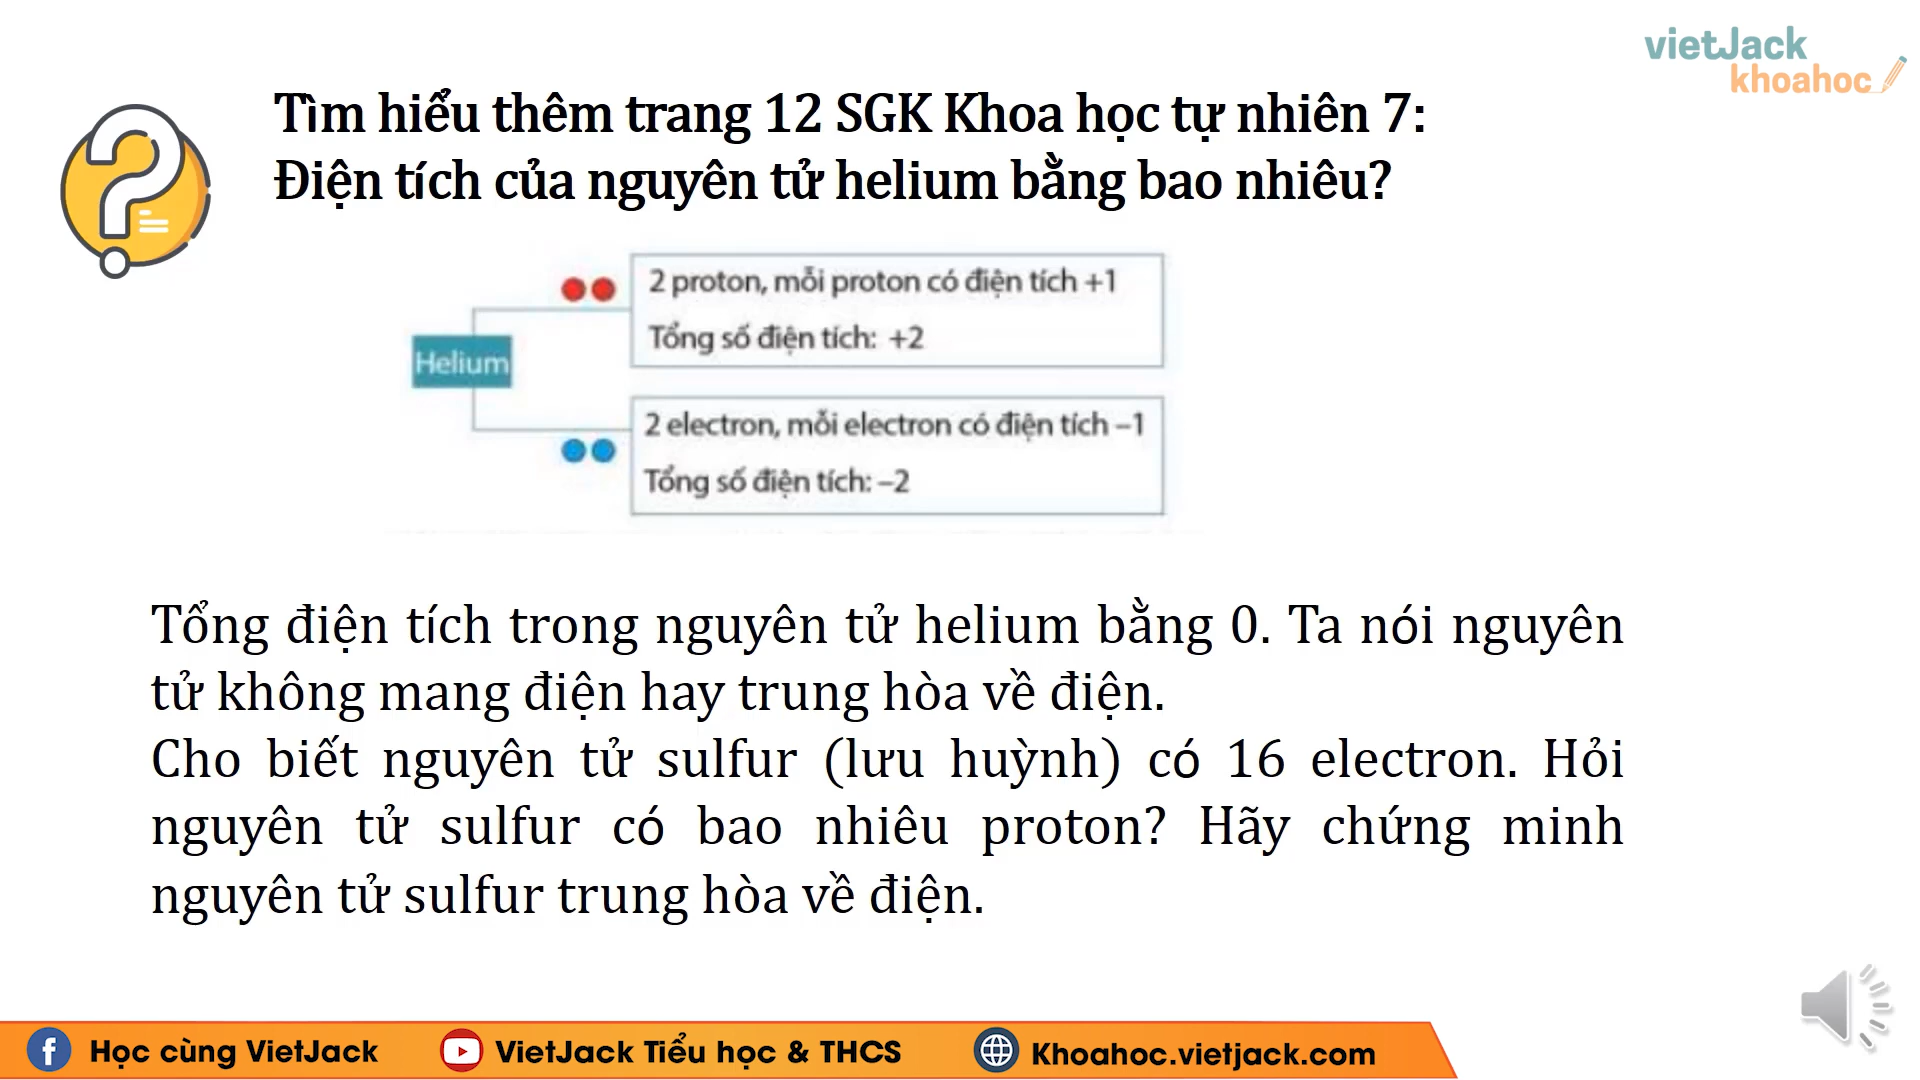 vietJack
khoahoc
Tìm hiểu thêm trang 12 SGK Khoa học tự nhiên 7:
Điện tích của nguyên tử helium bằng bao nhiêu?
2 proton, mỗi proton có điện tích +1
Tổng số điện tích: +2
Helium
2 electron, mỗi electron có điện tích –1
Tổng số điện tích: –2
Tổng điện tích trong nguyên tử helium bằng 0. Ta nói nguyên
tử không mang điện hay trung hòa về điện.
Cho biết nguyên tử sulfur (lưu huỳnh) có 16 electron. Hỏi
nguyên tử sulfur có bao nhiêu proton? Hãy chứng minh
nguyên tử sulfur trung hòa về điện.
Học cùng VietJack
VietJack Tiểu học & THCS
Khoahoc.vietjack.com